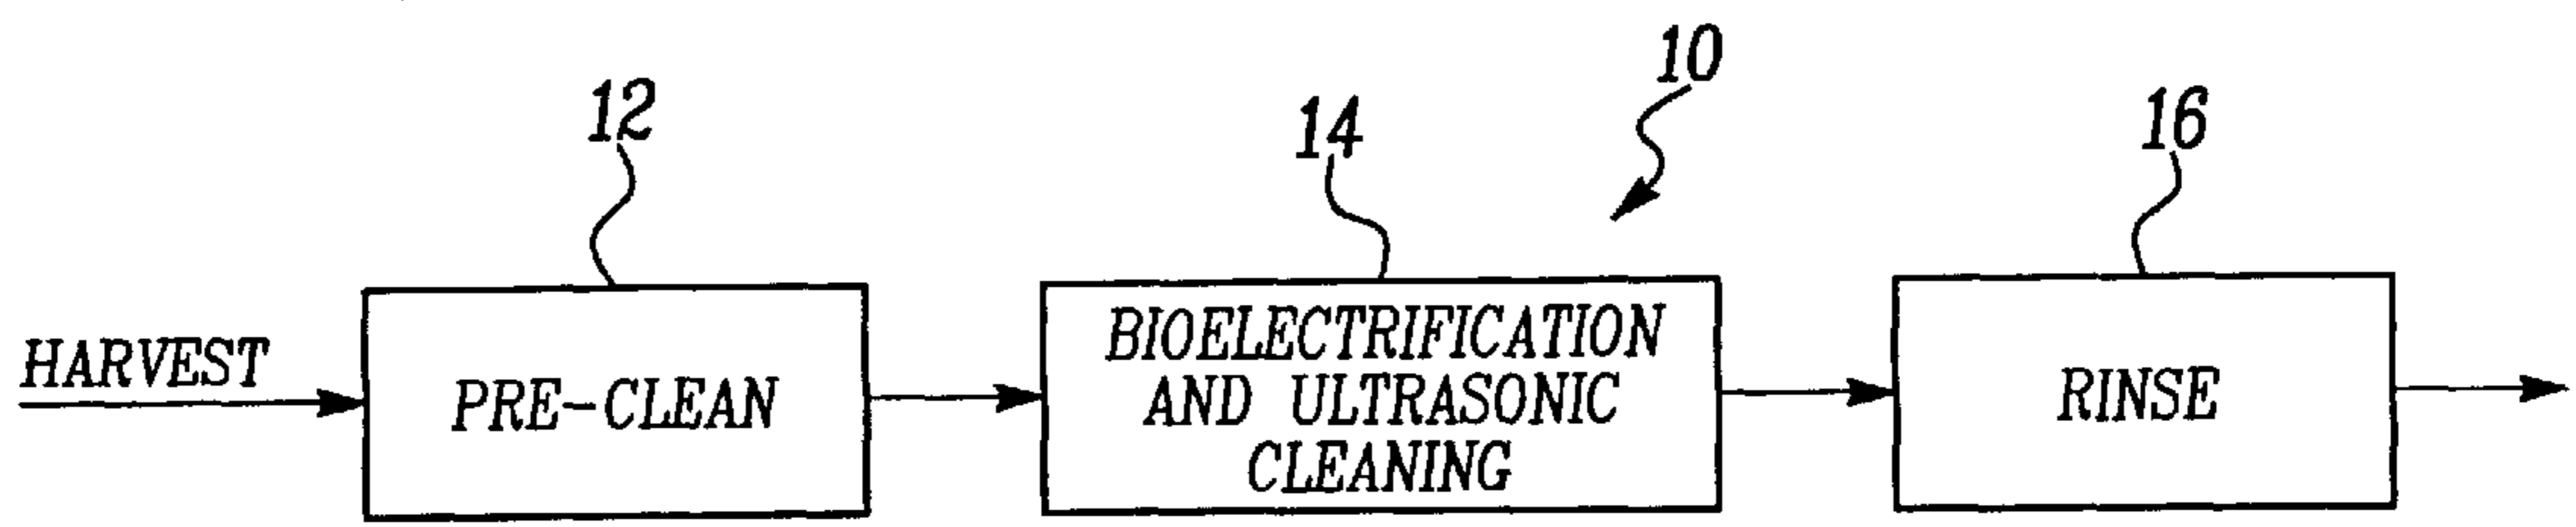 10
12
14
16
HARVEST
PRE-CLEAN
BIOELECTRIFICATION
AND ULTRASONIC
CLEANING
RINSE